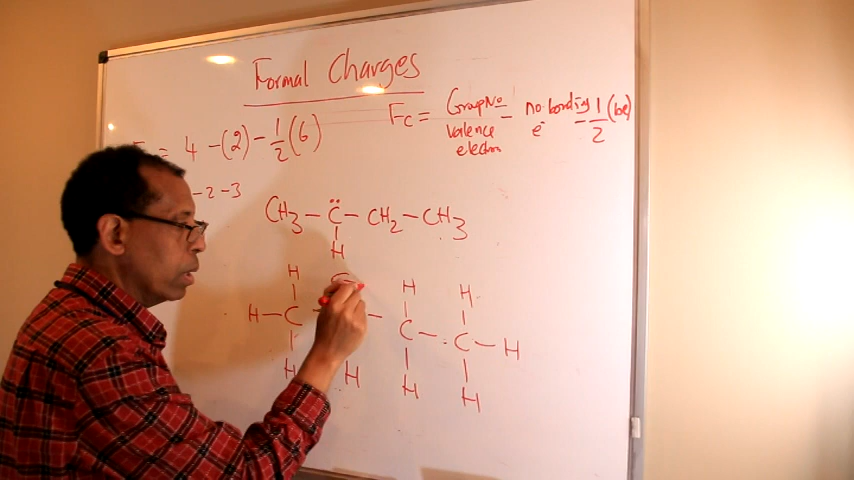 Formal Charges
Fc = Group No valence electron - no bonding e⁻ - 1/2 (be)
= 4 - (2) - 1/2 (6)
- 2 - 3
CH₃ - C̈ - CH₂ - CH₃
H
H H H
H - C - C - C - H
H H H H